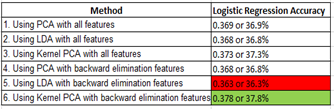 Method Logistic Regression Accuracy
1. Using PCA with all features 0.369 or 36.9%
2. Using LDA with all features 0.368 or 36.8%
3. Using Kernel PCA with all features 0.373 or 37.3%
4. Using PCA with backward elimination features 0.368 or 36.8%
5. Using LDA with backward elimination features 0.363 or 36.3%
6. Using Kernel PCA with backward elimination features 0.378 or 37.8%